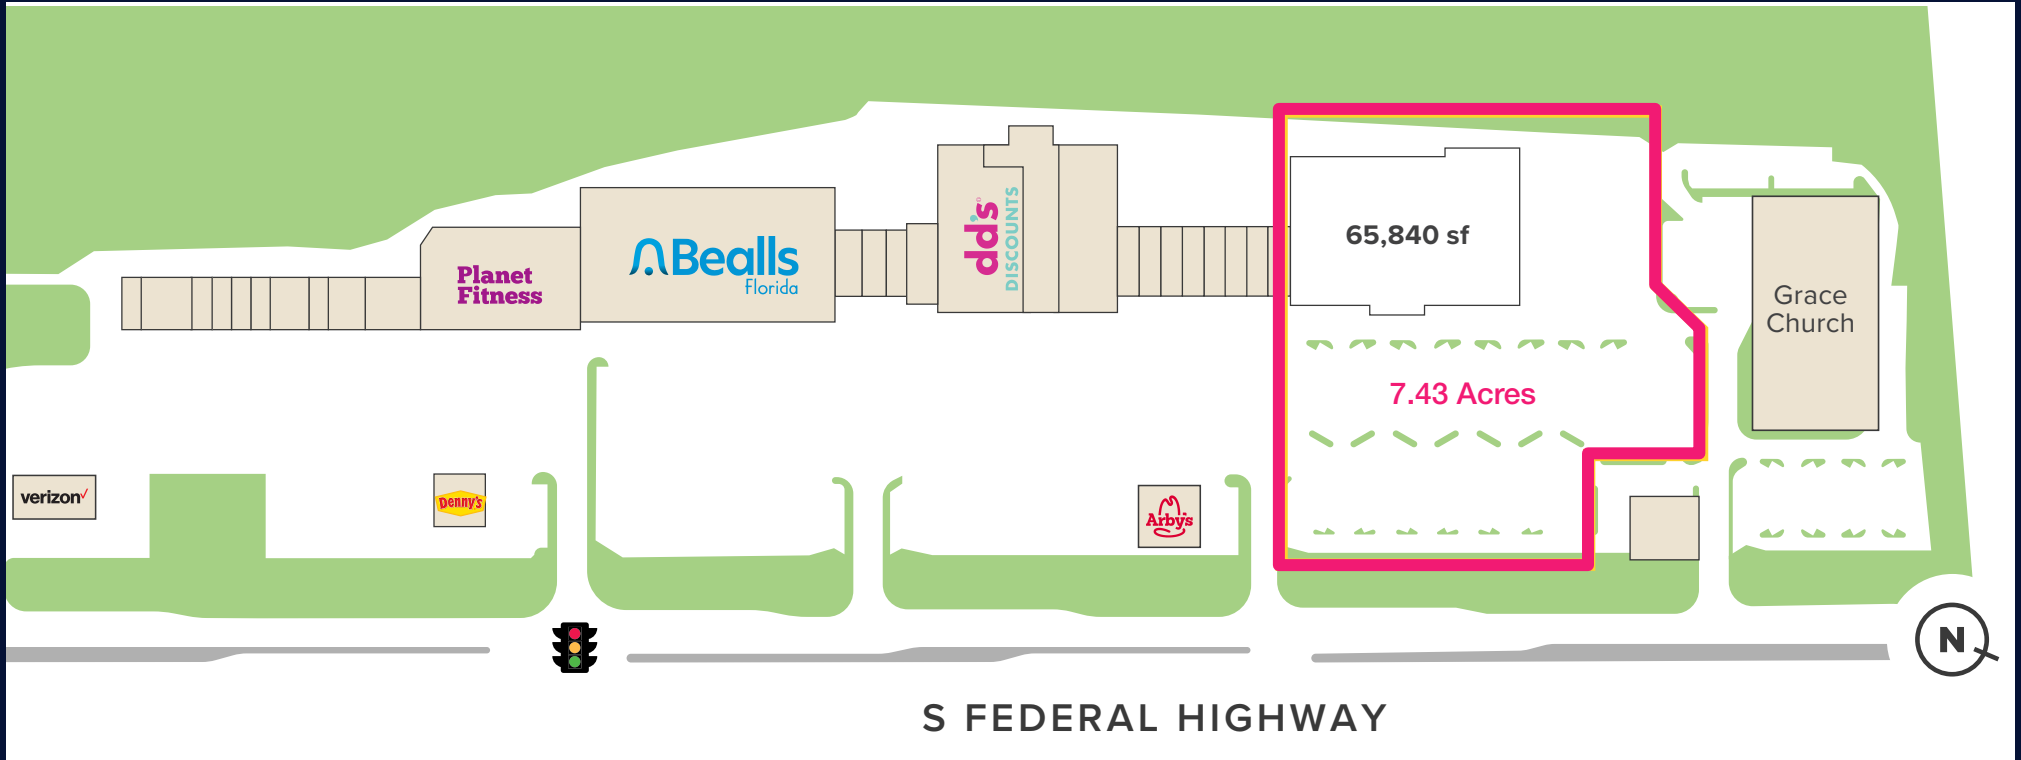 Planet
Fitness
Bealls
florida
dd's
DISCOUNTS
65,840 sf
7.43 Acres
Grace
Church
verizon
Denny's
Arby's
N
S FEDERAL HIGHWAY